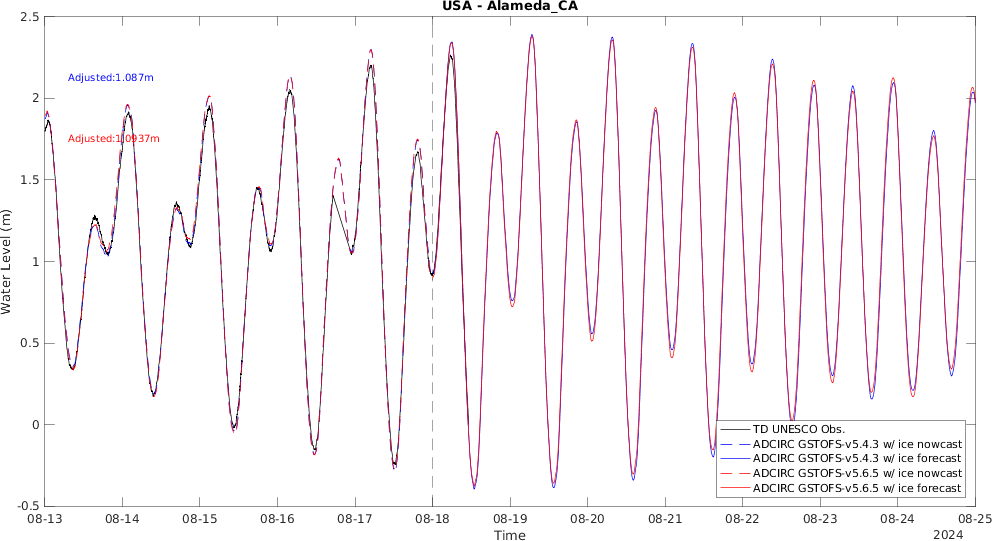 USA - Alameda_CA
2.5
2
1.5
1
0.5
0
-0.5
Water Level (m)
Adjusted:1.087m
Adjusted:1.0937m
TD UNESCO Obs.
ADCIRC GSTOFS-v5.4.3 w/ ice nowcast
ADCIRC GSTOFS-v5.4.3 w/ ice forecast
ADCIRC GSTOFS-v5.6.5 w/ ice nowcast
ADCIRC GSTOFS-v5.6.5 w/ ice forecast
08-13 08-14 08-15 08-16 08-17 08-18 08-19 08-20 08-21 08-22 08-23 08-24 08-25
Time
2024